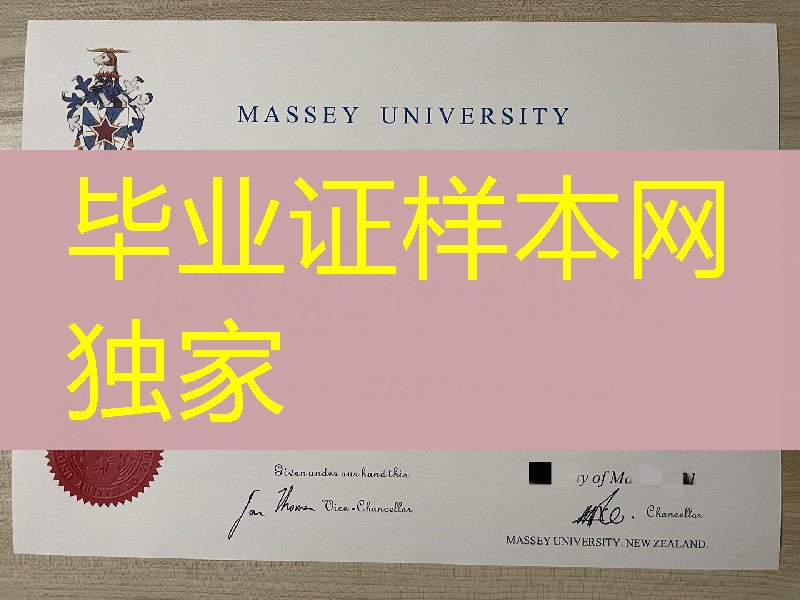 MASSEY UNIVERSITY
毕业证样本网
独家
Given under our hand this
Vice-Chancellor
Chancellor
MASSEY UNIVERSITY, NEW ZEALAND.